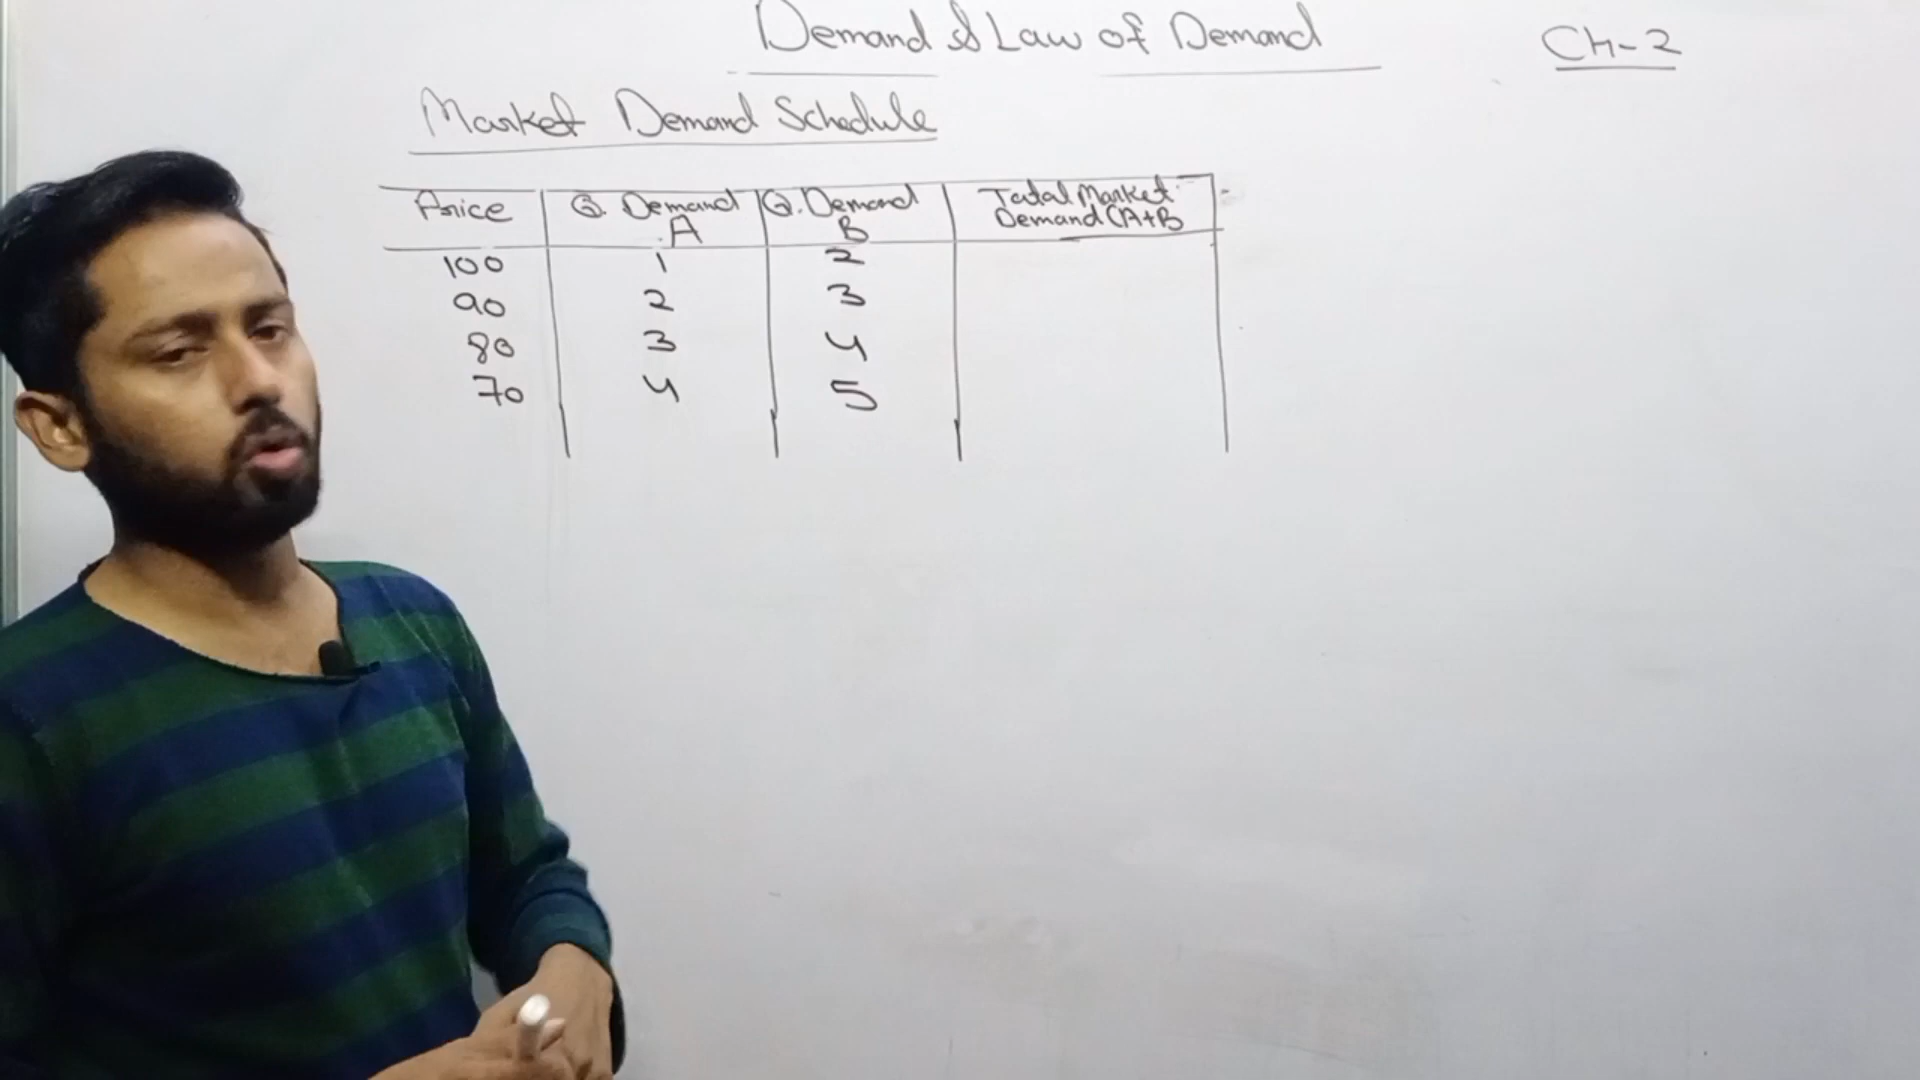 Demand & Law of Demand
Ch-2
Market Demand Schedule
Price Q. Demand A Q. Demand B Total Market Demand (A+B
100 1 2
90 2 3
80 3 4
70 4 5